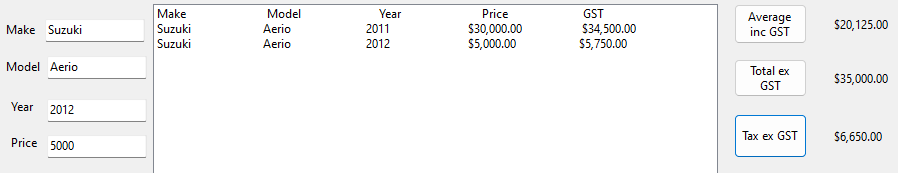 Make Suzuki
Model Aerio
Year 2012
Price 5000
Make Model Year Price GST
Suzuki Aerio 2011 $30,000.00 $34,500.00
Suzuki Aerio 2012 $5,000.00 $5,750.00
Average
inc GST
$20,125.00
Total ex
GST
$35,000.00
Tax ex GST
$6,650.00